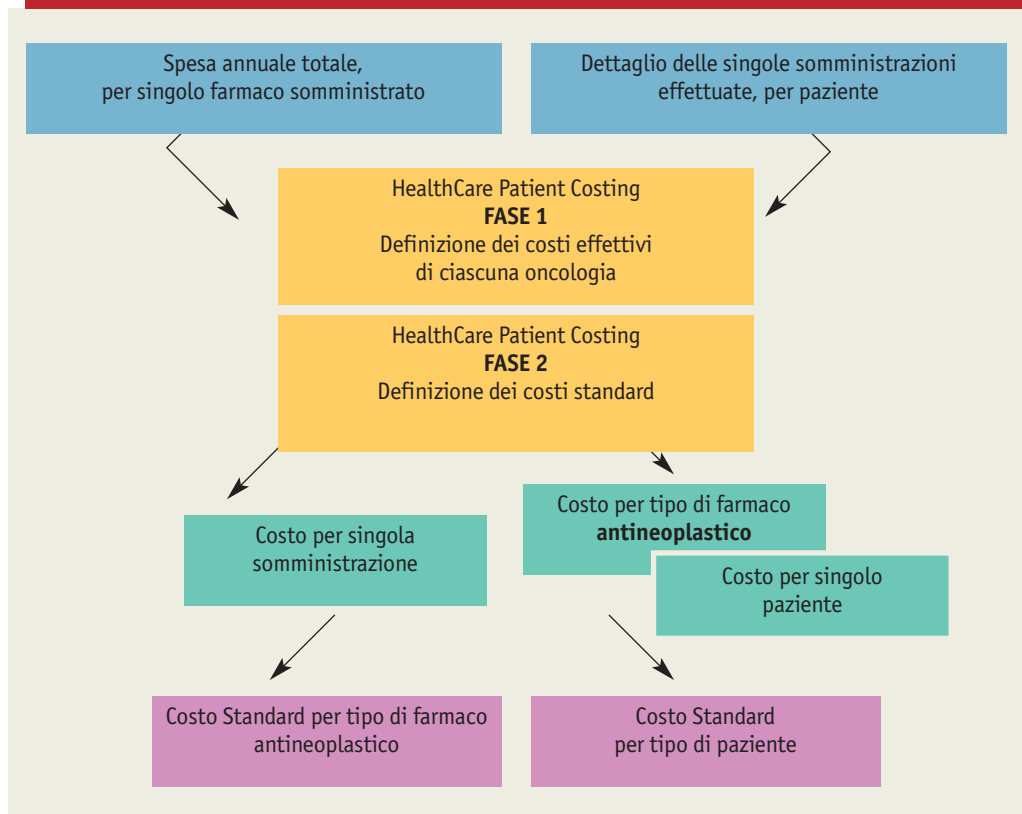 Spesa annuale totale,
per singolo farmaco somministrato
Dettaglio delle singole somministrazioni
effettuate, per paziente
HealthCare Patient Costing
FASE 1
Definizione dei costi effettivi
di ciascuna oncologia
HealthCare Patient Costing
FASE 2
Definizione dei costi standard
Costo per singola
somministrazione
Costo per tipo di farmaco
antineoplastico
Costo per singolo
paziente
Costo Standard per tipo di farmaco
antineoplastico
Costo Standard
per tipo di paziente